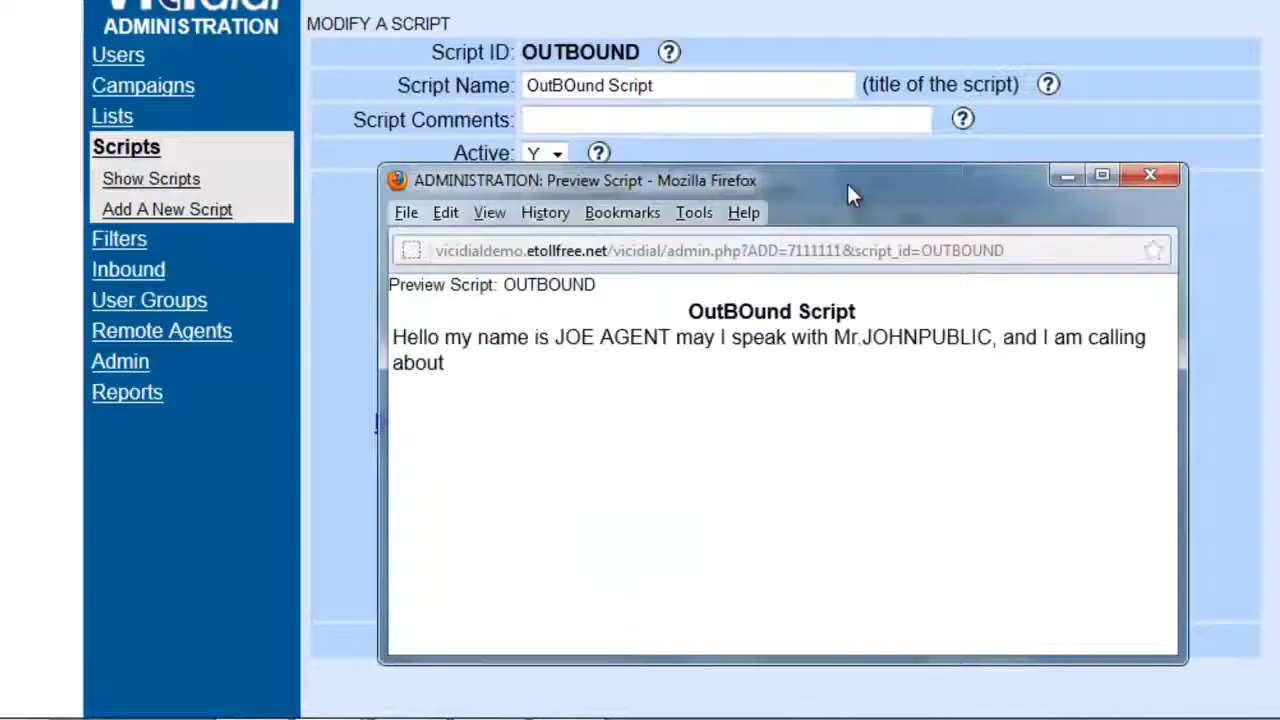 ADMINISTRATION
Users
Campaigns
Lists
Scripts
Show Scripts
Add A New Script
Filters
Inbound
User Groups
Remote Agents
Admin
Reports
MODIFY A SCRIPT
Script ID: OUTBOUND ?
Script Name: OutBOund Script (title of the script) ?
Script Comments: ?
Active: Y ?
ADMINISTRATION: Preview Script - Mozilla Firefox
File Edit View History Bookmarks Tools Help
vicidialdemo.etollfree.net/vicidial/admin.php?ADD=7111111&script_id=OUTBOUND
Preview Script: OUTBOUND
OutBOund Script
Hello my name is JOE AGENT may I speak with Mr.JOHNPUBLIC, and I am calling
about